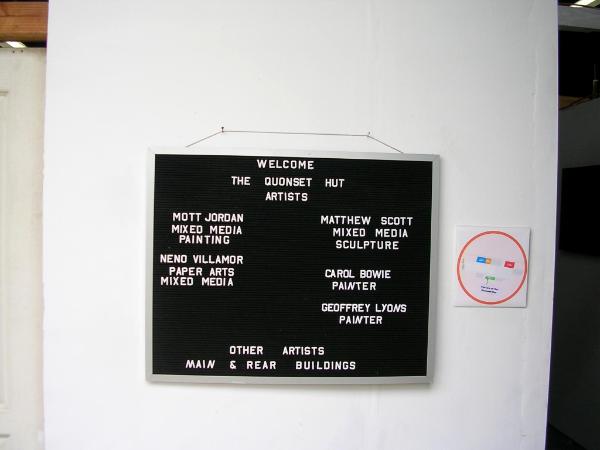 WELCOME
THE QUONSET HUT
ARTISTS
MOTT JORDAN
MIXED MEDIA
PAINTING
NENO VILLAMOR
PAPER ARTS
MIXED MEDIA
MATTHEW SCOTT
MIXED MEDIA
SCULPTURE
CAROL BOWIE
PAINTER
GEOFFREY LYONS
PAINTER
OTHER ARTISTS
MAIN & REAR BUILDINGS